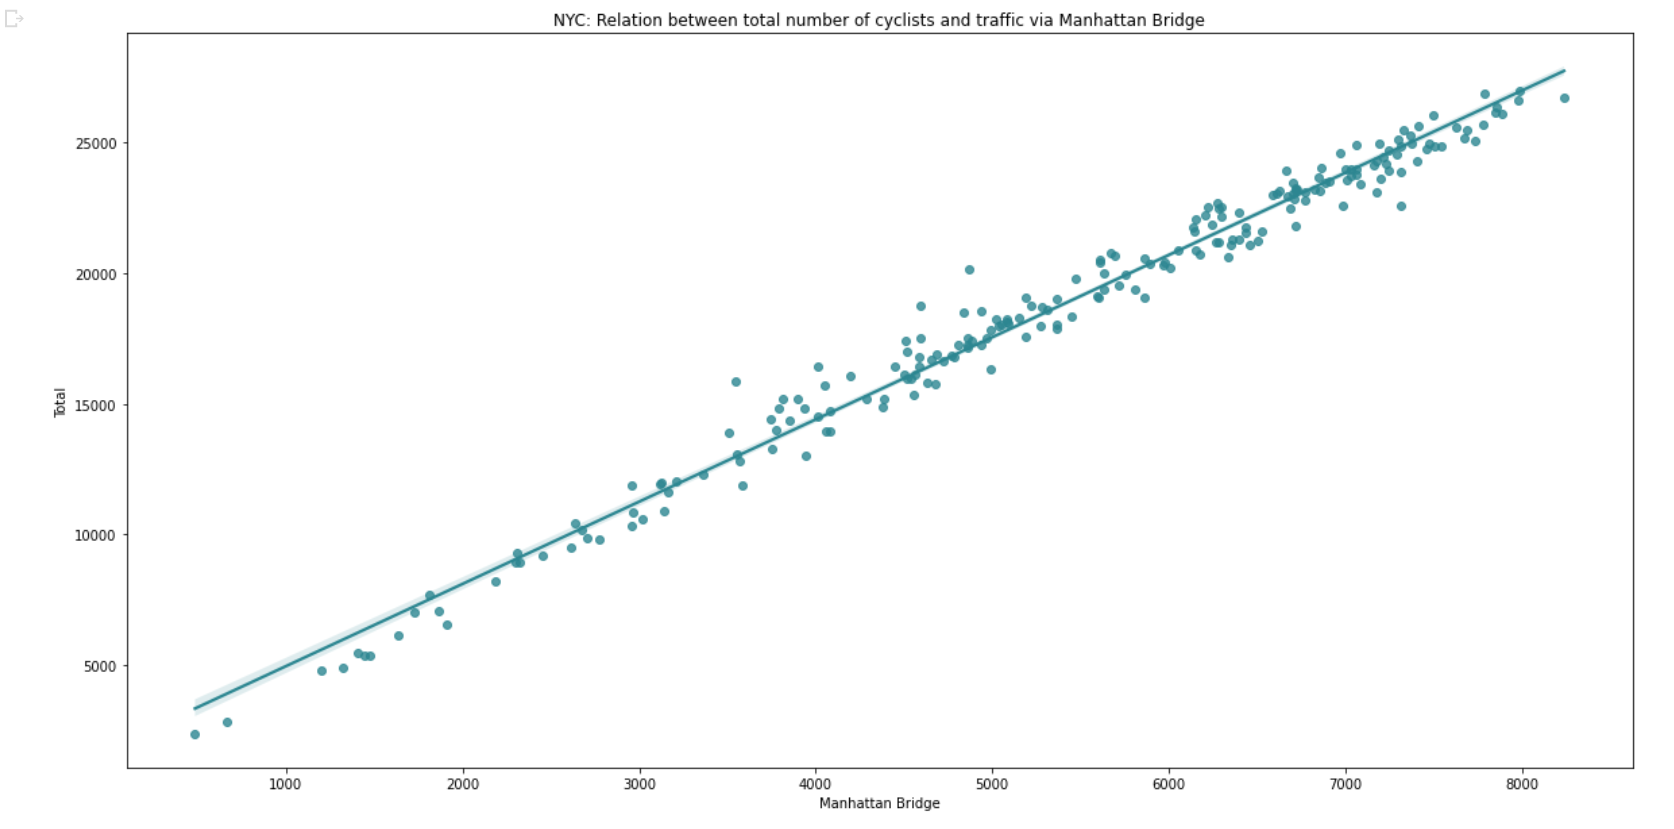 NYC: Relation between total number of cyclists and traffic via Manhattan Bridge
Total
25000
20000
15000
10000
5000
1000 2000 3000 4000 5000 6000 7000 8000
Manhattan Bridge